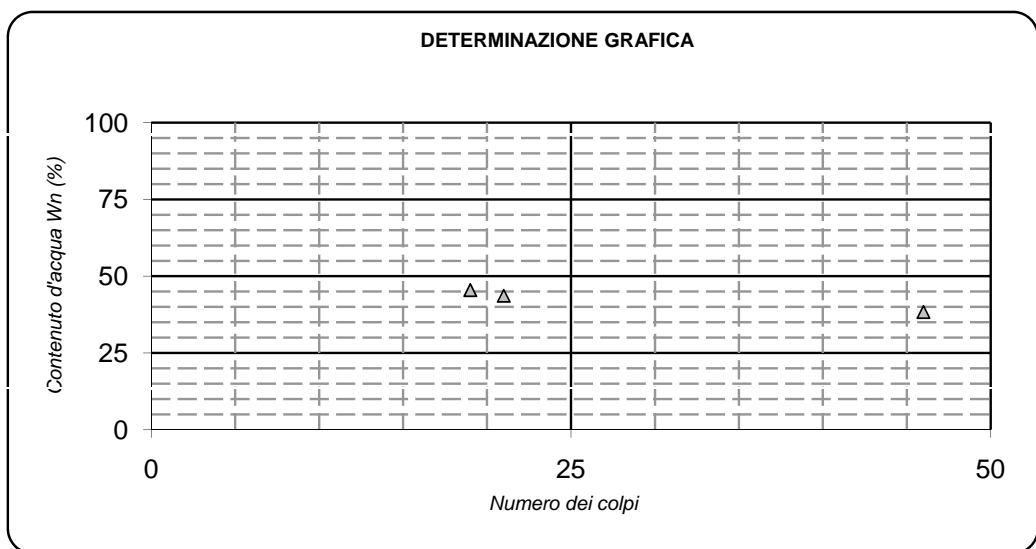 DETERMINAZIONE GRAFICA
100
75
50
25
0
Contenuto d'acqua Wn (%)
0 25 50
Numero dei colpi